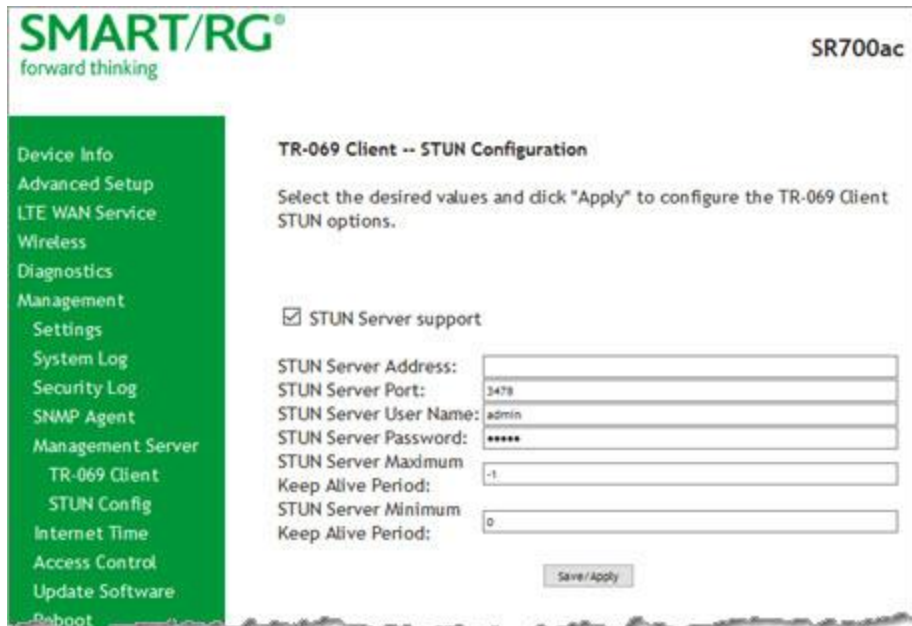 SMART/RG®
forward thinking
SR700ac
Device Info
Advanced Setup
LTE WAN Service
Wireless
Diagnostics
Management
Settings
System Log
Security Log
SNMP Agent
Management Server
TR-069 Client
STUN Config
Internet Time
Access Control
Update Software
Reboot
TR-069 Client -- STUN Configuration
Select the desired values and click "Apply" to configure the TR-069 Client
STUN options.
STUN Server support
STUN Server Address:
STUN Server Port: 3478
STUN Server User Name: admin
STUN Server Password: •••••
STUN Server Maximum
Keep Alive Period: -1
STUN Server Minimum
Keep Alive Period: 0
Save/Apply